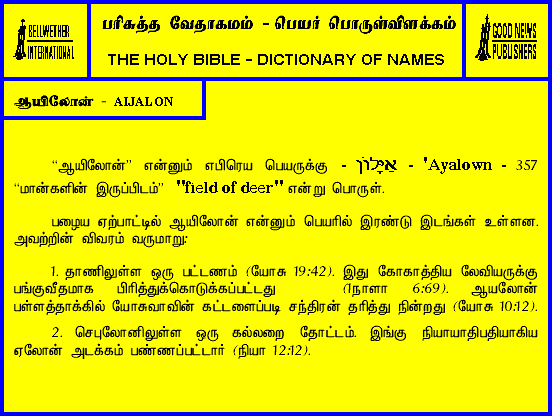 BELLWETHER
INTERNATIONAL
பரிசுத்த வேதாகமம் - பெயர் பொருள்விளக்கம்
THE HOLY BIBLE - DICTIONARY OF NAMES
GOOD NEWS
PUBLISHERS
ஆயிலோன் - AIJALON
“ஆயிலோன்” என்னும் எபிரெய பெயருக்கு - אַיָּלוֹן - 'Ayalown - 357
“மான்களின் இருப்பிடம்” "field of deer" என்று பொருள்.
பழைய ஏற்பாட்டில் ஆயிலோன் என்னும் பெயரில் இரண்டு இடங்கள் உள்ளன.
அவற்றின் விவரம் வருமாறு:
1. தாணிலுள்ள ஒரு பட்டணம் (யோசு 19:42). இது கோகாத்திய லேவியருக்கு
பங்குவீதமாக பிரித்துக்கொடுக்கப்பட்டது (1நாளா 6:69). ஆயலோன்
பள்ளத்தாக்கில் யோசுவாவின் கட்டளைப்படி சந்திரன் தரித்து நின்றது (யோசு 10:12).
2. செபுலோனிலுள்ள ஒரு கல்லறை தோட்டம். இங்கு நியாயாதிபதியாகிய
ஏலோன் அடக்கம் பண்ணப்பட்டார் (நியா 12:12).